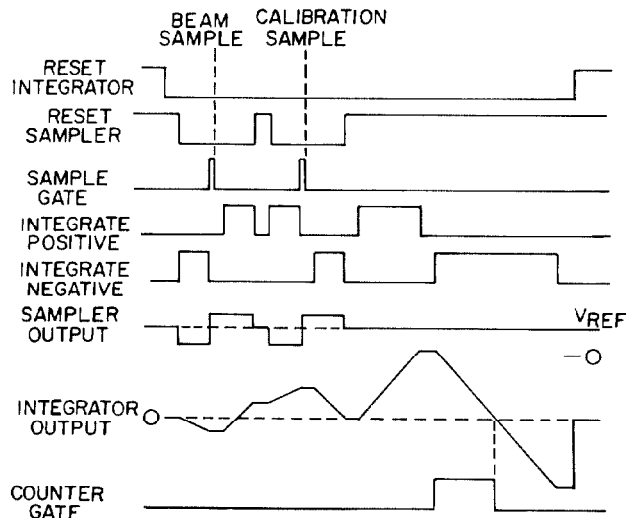 BEAM SAMPLE
CALIBRATION SAMPLE
RESET INTEGRATOR
RESET SAMPLER
SAMPLE GATE
INTEGRATE POSITIVE
INTEGRATE NEGATIVE
SAMPLER OUTPUT
VREF
INTEGRATOR OUTPUT
COUNTER GATE